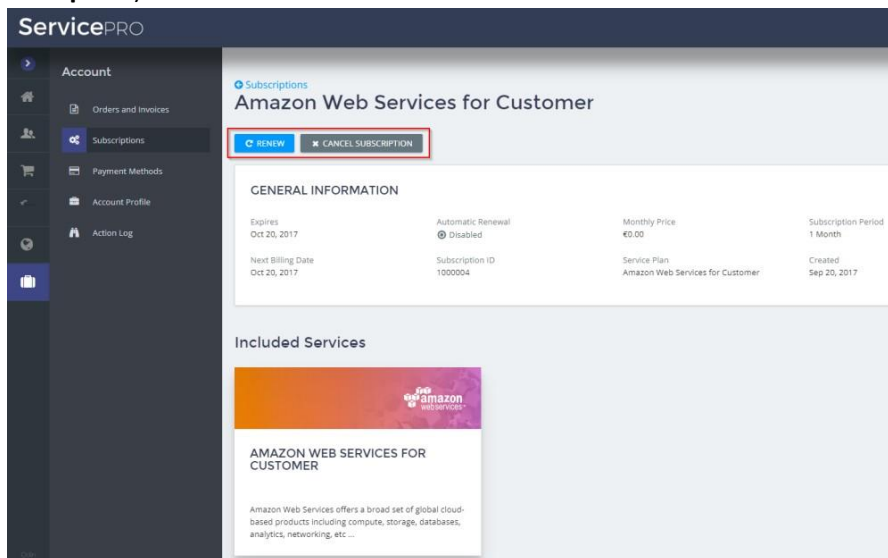 ServicePRO
Account
Orders and Invoices
Subscriptions
Payment Methods
Account Profile
Action Log
Subscriptions
Amazon Web Services for Customer
RENEW
CANCEL SUBSCRIPTION
GENERAL INFORMATION
Expires Automatic Renewal Monthly Price Subscription Period
Oct 20, 2017 Disabled €0.00 1 Month
Next Billing Date Subscription ID Service Plan Created
Oct 20, 2017 1000004 Amazon Web Services for Customer Sep 20, 2017
Included Services
amazon
webservices™
AMAZON WEB SERVICES FOR
CUSTOMER
Amazon Web Services offers a broad set of global cloud-
based products including compute, storage, databases,
analytics, networking, etc ...